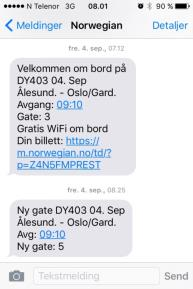 N Telenor 3G 08.01 90 %
Meldinger Norwegian Detaljer
fre. 4. sep., 07.12
Velkommen om bord på
DY403 04. Sep
Ålesund. - Oslo/Gard.
Avgang: 09:10
Gate: 3
Gratis WiFi om bord
Din billett: https://
m.norwegian.no/td/?
p=Z4N5FMPREST
fre. 4. sep., 08.25
Ny gate DY403 04. Sep
Ålesund. - Oslo/Gard.
Avg: 09:10
Ny gate: 5
Tekstmelding Send